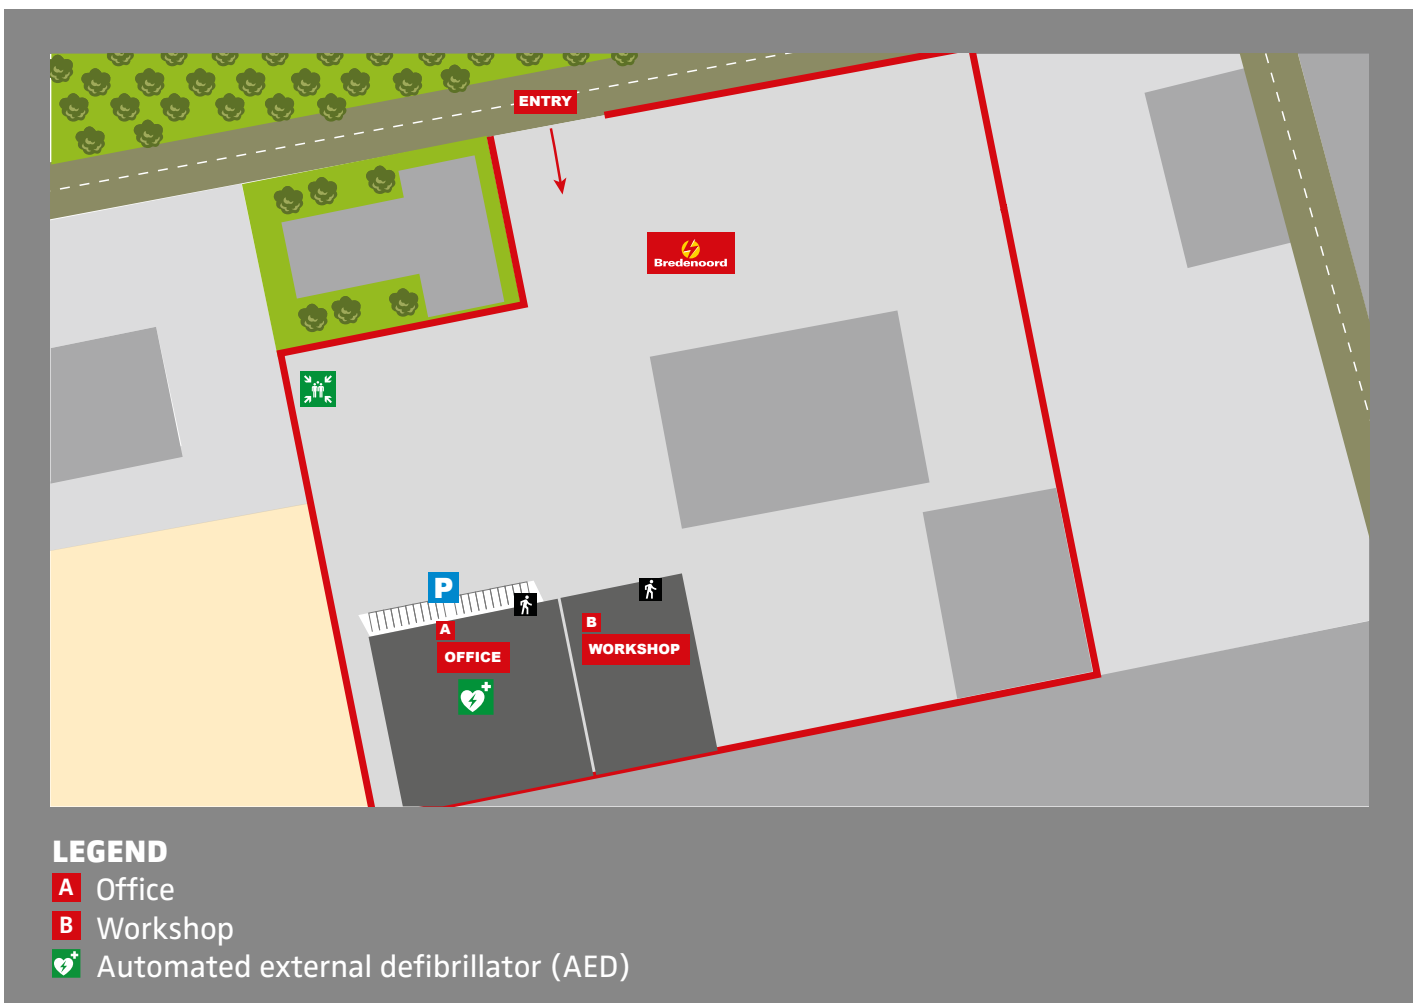 ENTRY
Bredenoord
P
A
OFFICE
B
WORKSHOP
LEGEND
A Office
B Workshop
Automated external defibrillator (AED)